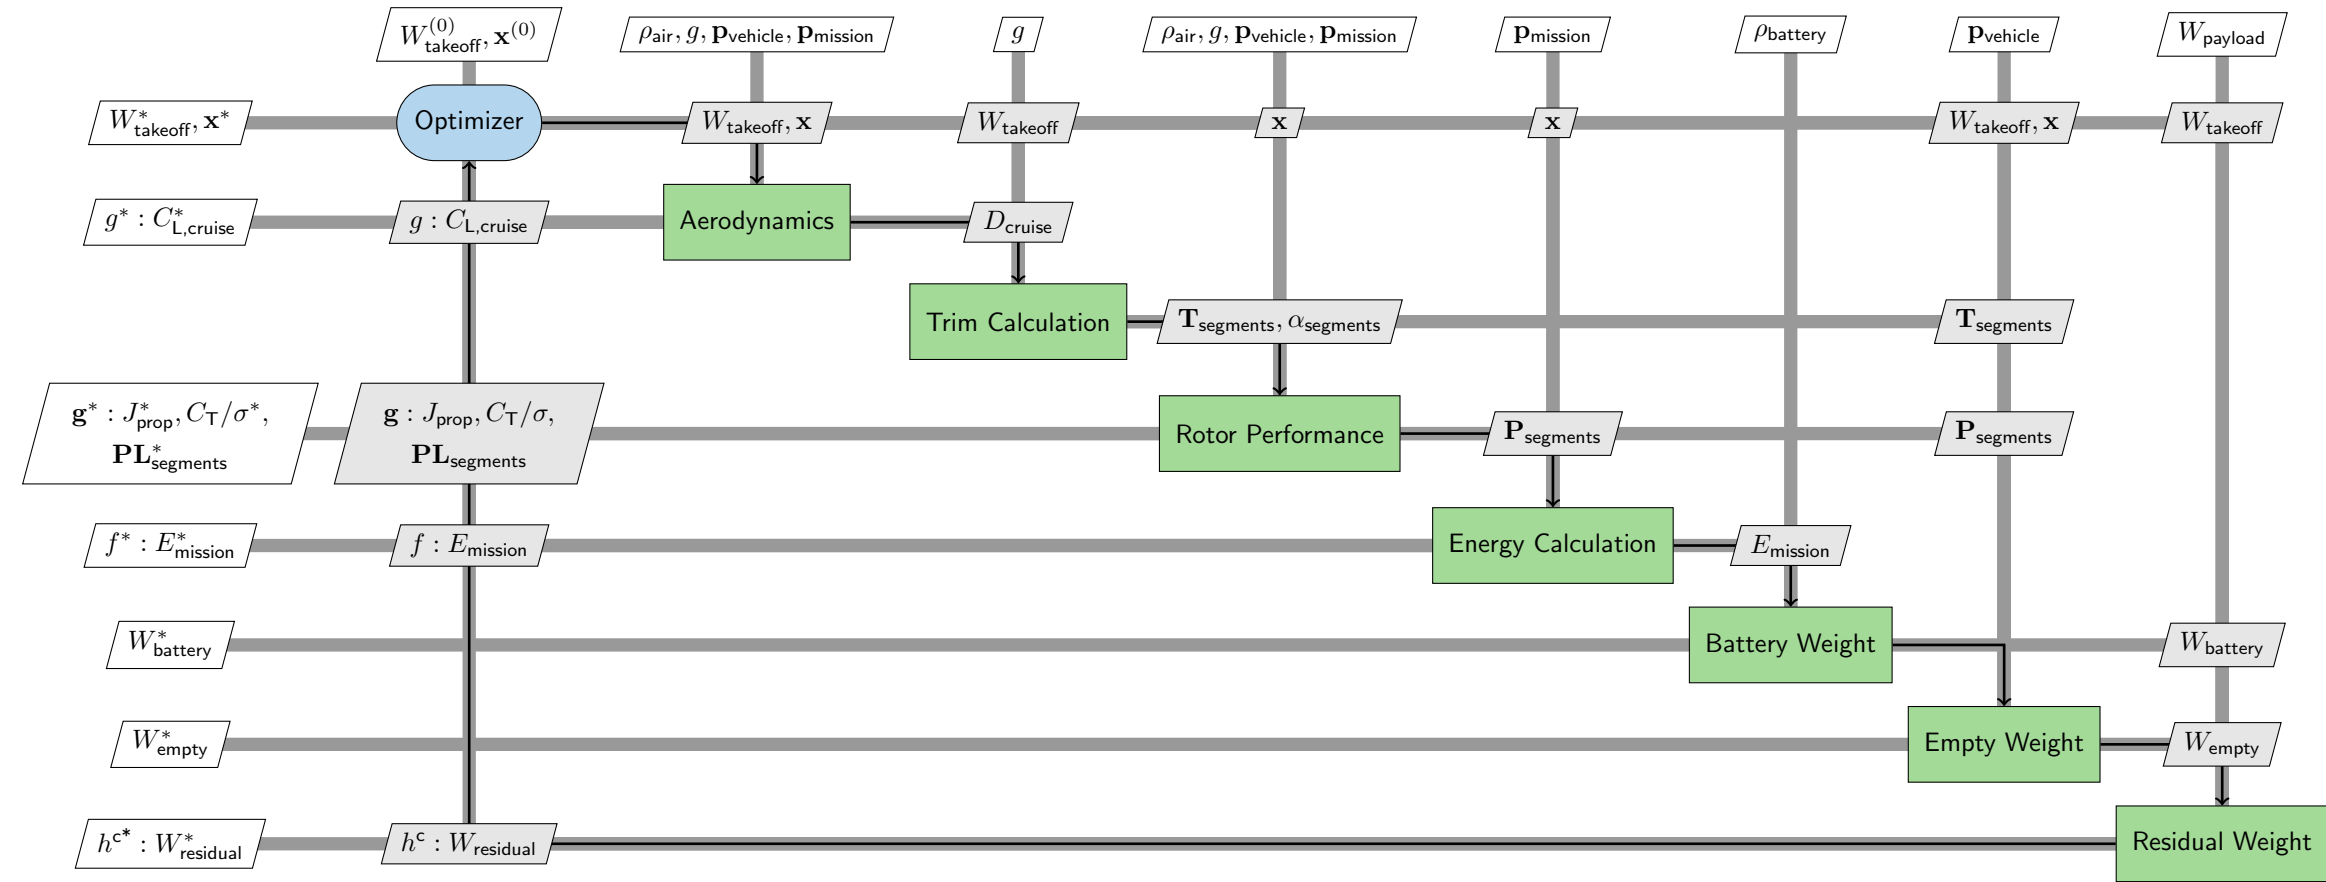 W_takeoff^(0), x^(0)
ρ_air, g, p_vehicle, p_mission
g
ρ_air, g, p_vehicle, p_mission
p_mission
ρ_battery
p_vehicle
W_payload
W*_takeoff, x*
Optimizer
W_takeoff, x
W_takeoff
x
x
W_takeoff, x
W_takeoff
g* : C*_L,cruise
g : C_L,cruise
Aerodynamics
D_cruise
Trim Calculation
T_segments, α_segments
T_segments
g* : J*_prop, C_T/σ*,
PL*_segments
g : J_prop, C_T/σ,
PL_segments
Rotor Performance
P_segments
P_segments
f* : E*_mission
f : E_mission
Energy Calculation
E_mission
W*_battery
Battery Weight
W_battery
W*_empty
Empty Weight
W_empty
h^c* : W*_residual
h^c : W_residual
Residual Weight